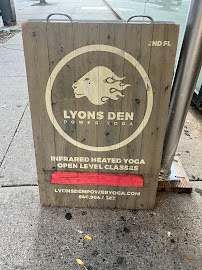 2ND FL
LYONS DEN
POWER YOGA
INFRARED HEATED YOGA
OPEN LEVEL CLASSES
LYONSDENPOWERYOGA.COM